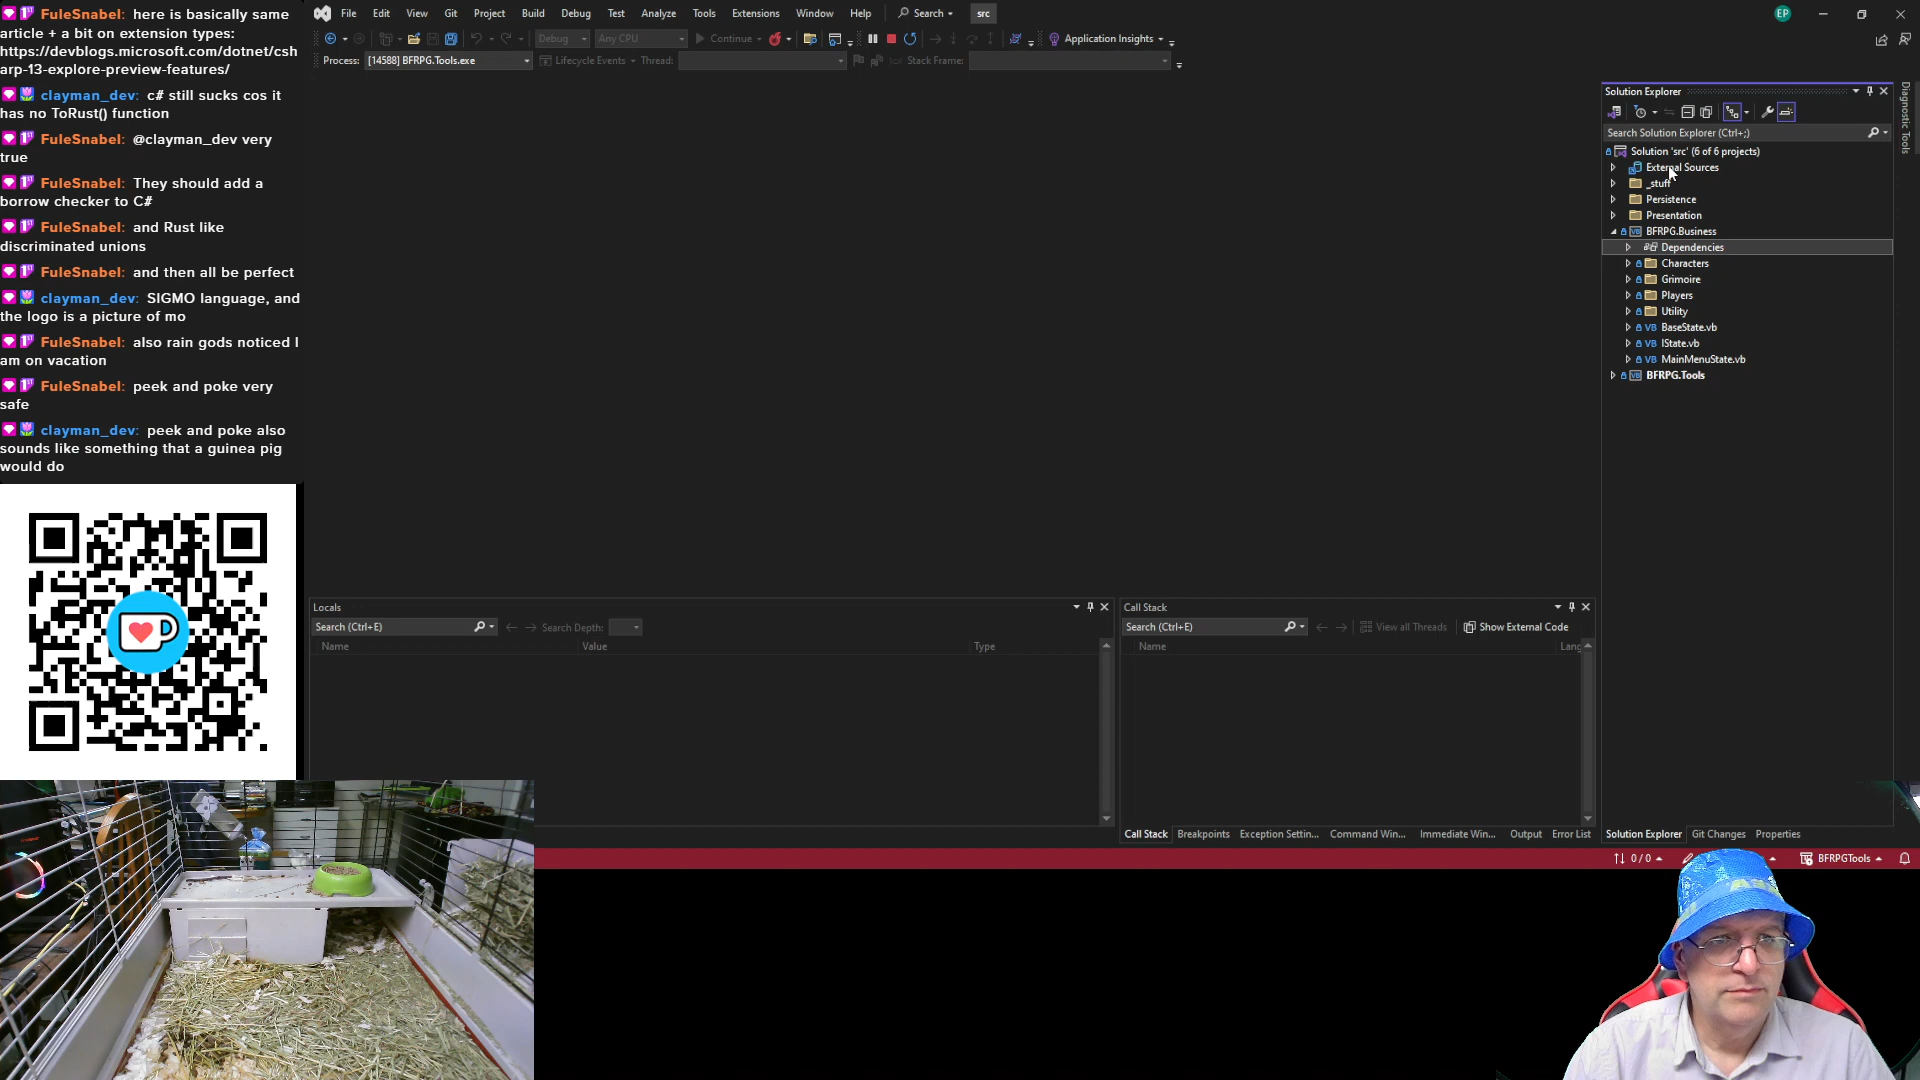 FuleSnabel: here is basically same
article + a bit on extension types:
https://devblogs.microsoft.com/dotnet/csh
arp-13-explore-preview-features/
clayman_dev: c# still sucks cos it
has no ToRust() function
FuleSnabel: @clayman_dev very
true
FuleSnabel: They should add a
borrow checker to C#
FuleSnabel: and Rust like
discriminated unions
FuleSnabel: and then all be perfect
clayman_dev: SIGMO language, and
the logo is a picture of mo
FuleSnabel: also rain gods noticed I
am on vacation
FuleSnabel: peek and poke very
safe
clayman_dev: peek and poke also
sounds like something that a guinea pig
would do
File Edit View Git Project Build Debug Test Analyze Tools Extensions Window Help Search src EP
Debug Any CPU Continue Application Insights
Process: [14588] BFRPG.Tools.exe Lifecycle Events Thread: Stack Frame:
Solution Explorer
Search Solution Explorer (Ctrl+;)
Solution 'src' (6 of 6 projects)
External Sources
_stuff
Persistence
Presentation
BFRPG.Business
Dependencies
Characters
Grimoire
Players
Utility
VB BaseState.vb
VB IState.vb
VB MainMenuState.vb
BFRPG.Tools
Diagnostic Tools
Locals
Search (Ctrl+E) Search Depth:
Name Value Type
Call Stack
Search (Ctrl+E) View all Threads Show External Code
Name Lang
Call Stack Breakpoints Exception Settin... Command Win... Immediate Win... Output Error List
Solution Explorer Git Changes Properties
0 / 0 BFRPGTools